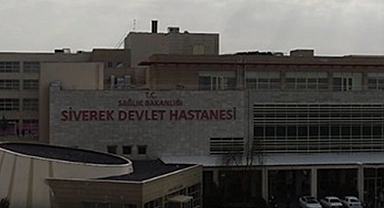 T.C.
SAĞLIK BAKANLIĞI
SİVEREK DEVLET HASTANESİ